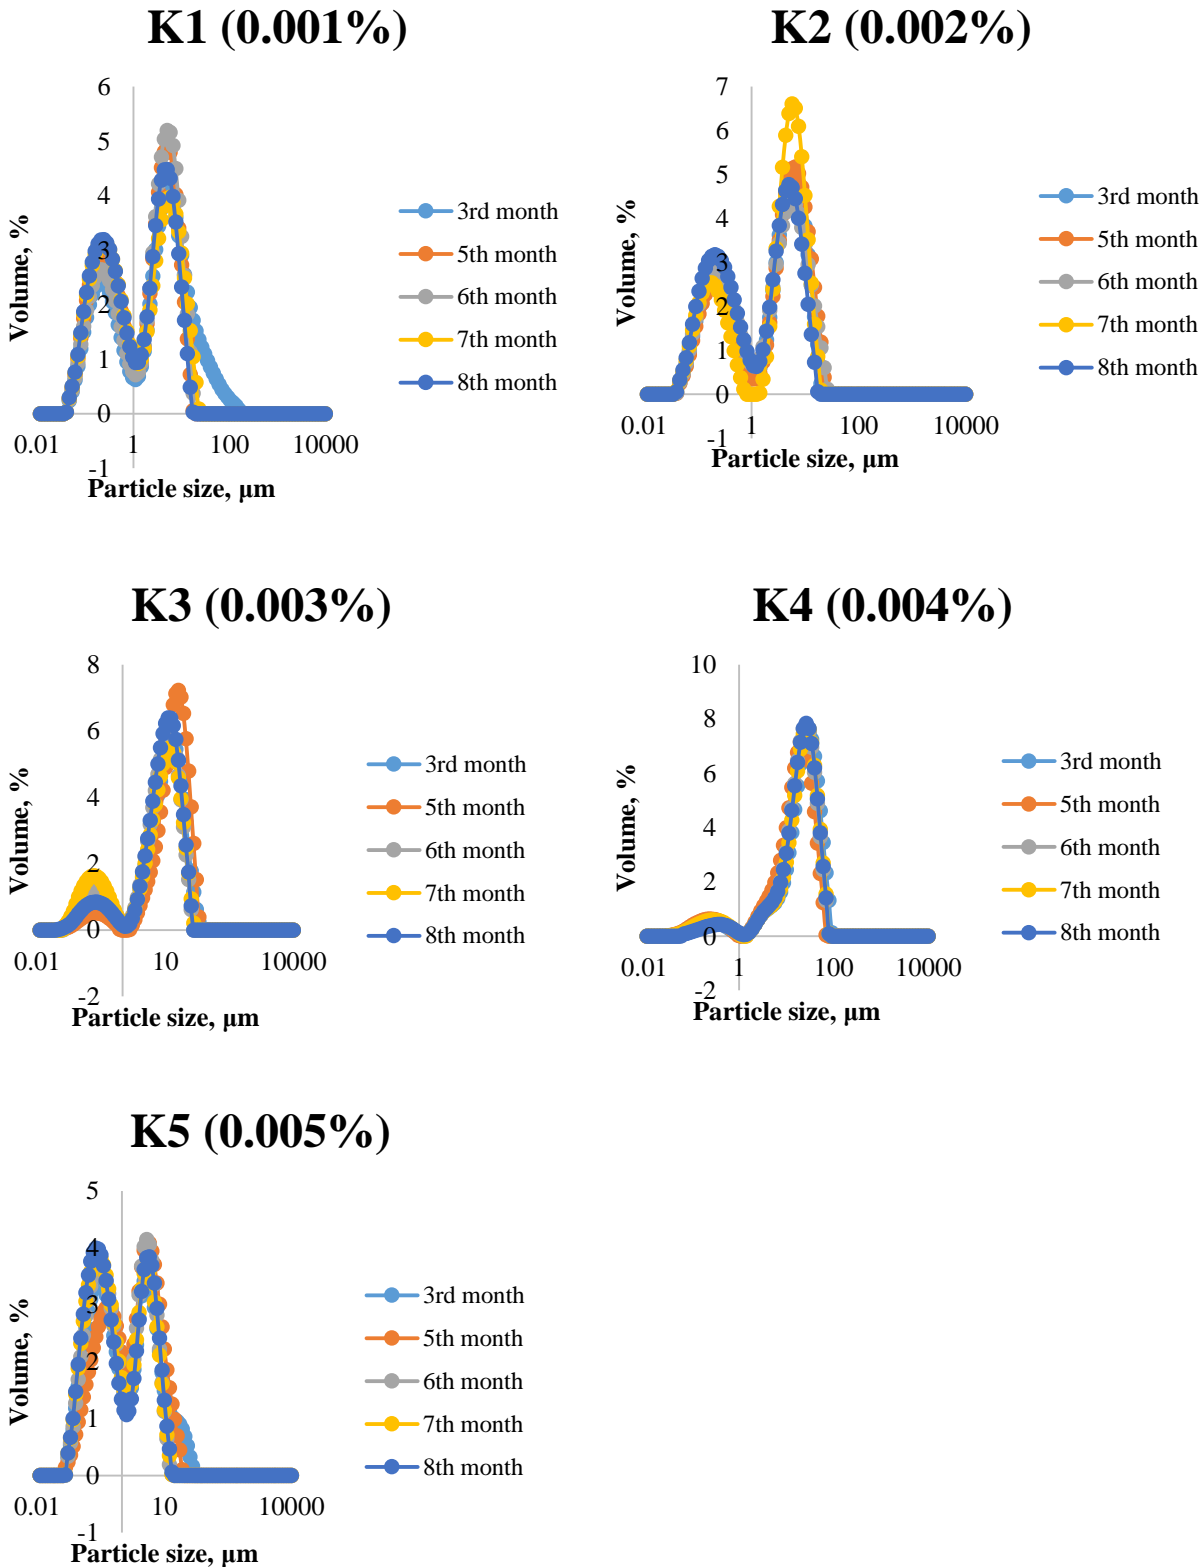 K1 (0.001%)
6
5
4
3
2
1
0
-1
0.01
1
100
10000
Volume, %
Particle size, µm
3rd month
5th month
6th month
7th month
8th month
K2 (0.002%)
7
6
5
4
3
2
1
0
-1
0.01
1
100
10000
Volume, %
Particle size, µm
3rd month
5th month
6th month
7th month
8th month
K3 (0.003%)
8
6
4
2
0
-2
0.01
10
10000
Volume, %
Particle size, µm
3rd month
5th month
6th month
7th month
8th month
K4 (0.004%)
10
8
6
4
2
0
-2
0.01
1
100
10000
Volume, %
Particle size, µm
3rd month
5th month
6th month
7th month
8th month
K5 (0.005%)
5
4
3
2
1
0
-1
0.01
10
10000
Volume, %
Particle size, µm
3rd month
5th month
6th month
7th month
8th month